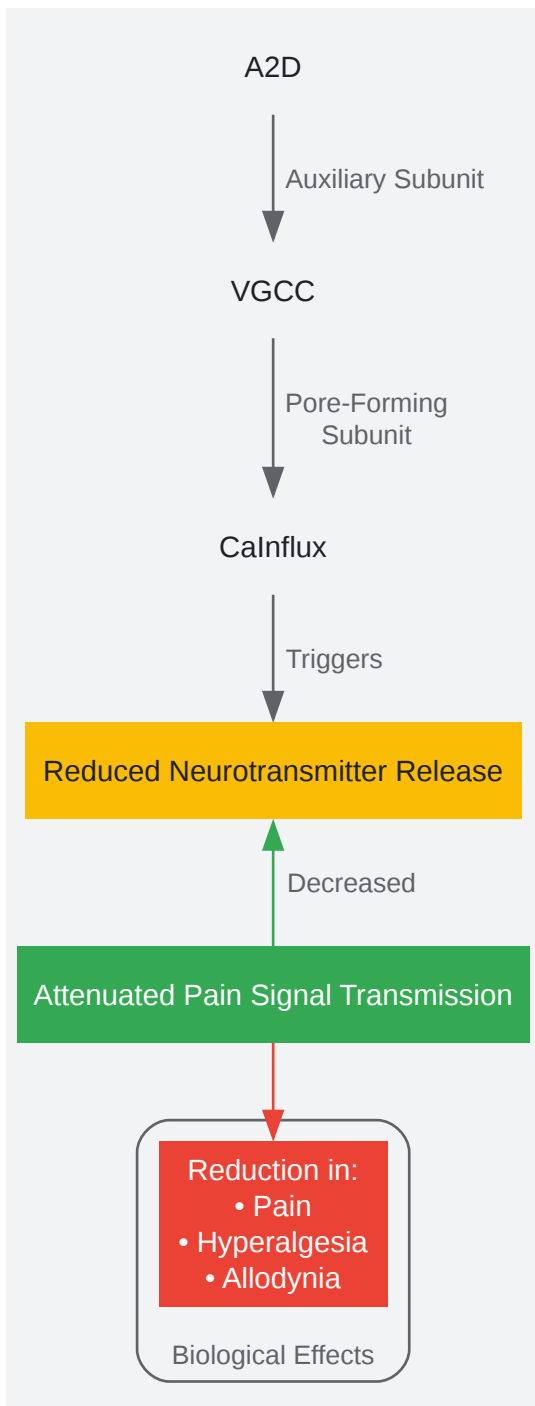 A2D
Auxiliary Subunit
VGCC
Pore-Forming
Subunit
CaInflux
Triggers
Reduced Neurotransmitter Release
Decreased
Attenuated Pain Signal Transmission
Reduction in:
• Pain
• Hyperalgesia
• Allodynia
Biological Effects